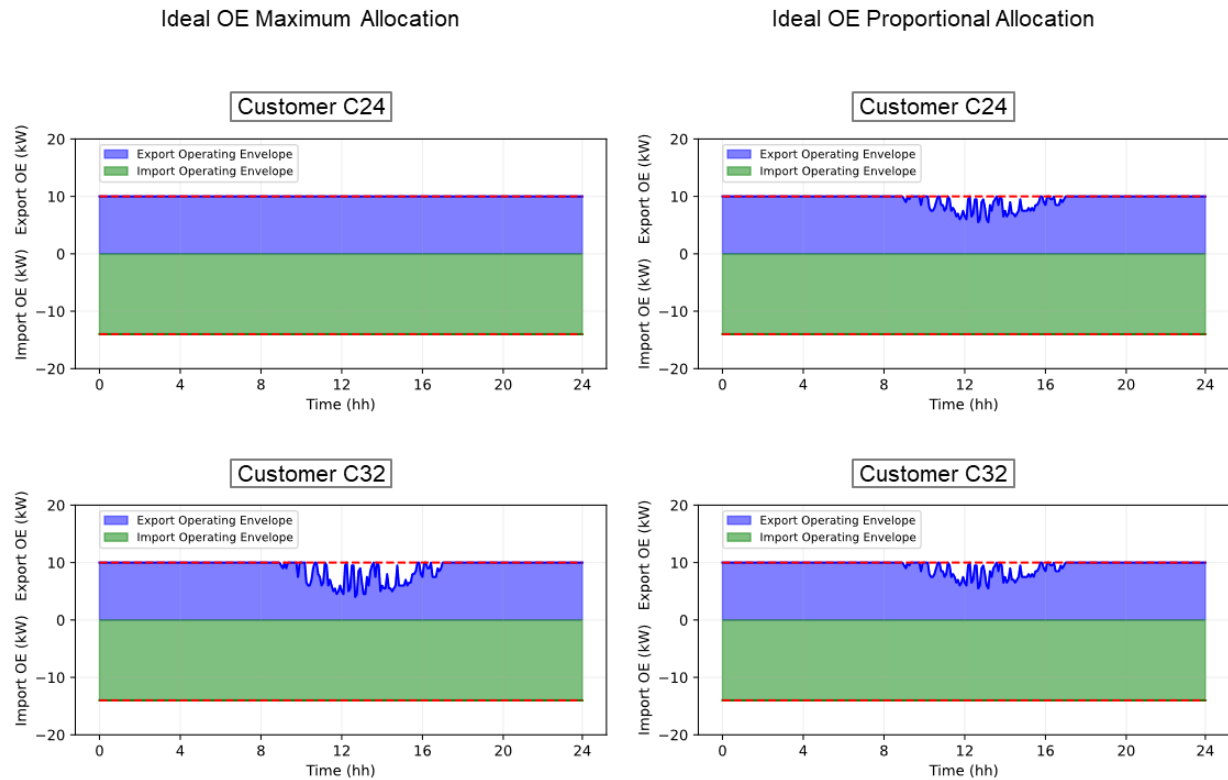 Ideal OE Maximum Allocation
Ideal OE Proportional Allocation
Customer C24
Import OE (kW) Export OE (kW)
20
10
0
−10
−20
Export Operating Envelope
Import Operating Envelope
0 4 8 12 16 20 24
Time (hh)
Customer C24
Import OE (kW) Export OE (kW)
20
10
0
−10
−20
Export Operating Envelope
Import Operating Envelope
0 4 8 12 16 20 24
Time (hh)
Customer C32
Import OE (kW) Export OE (kW)
20
10
0
−10
−20
Export Operating Envelope
Import Operating Envelope
0 4 8 12 16 20 24
Time (hh)
Customer C32
Import OE (kW) Export OE (kW)
20
10
0
−10
−20
Export Operating Envelope
Import Operating Envelope
0 4 8 12 16 20 24
Time (hh)